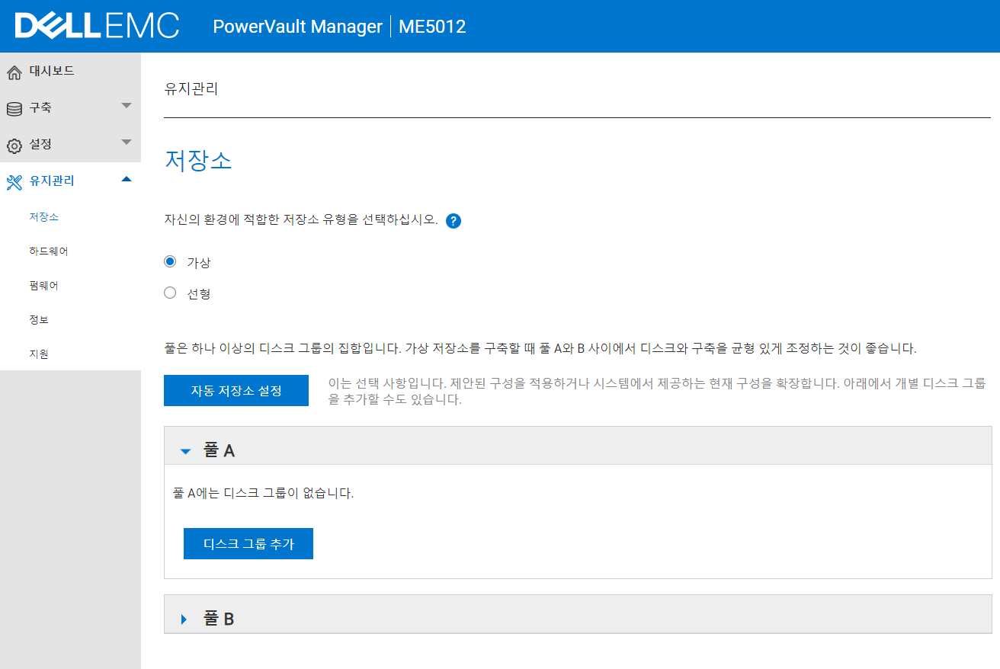 DELLEMC PowerVault Manager | ME5012
대시보드
구축
설정
유지관리
저장소
하드웨어
펌웨어
정보
지원
유지관리
저장소
자신의 환경에 적합한 저장소 유형을 선택하십시오. ?
가상
선형
풀은 하나 이상의 디스크 그룹의 집합입니다. 가상 저장소를 구축할 때 풀 A와 B 사이에서 디스크와 구축을 균형 있게 조정하는 것이 좋습니다.
자동 저장소 설정
이는 선택 사항입니다. 제안된 구성을 적용하거나 시스템에서 제공하는 현재 구성을 확장합니다. 아래에서 개별 디스크 그룹
을 추가할 수도 있습니다.
풀 A
풀 A에는 디스크 그룹이 없습니다.
디스크 그룹 추가
풀 B